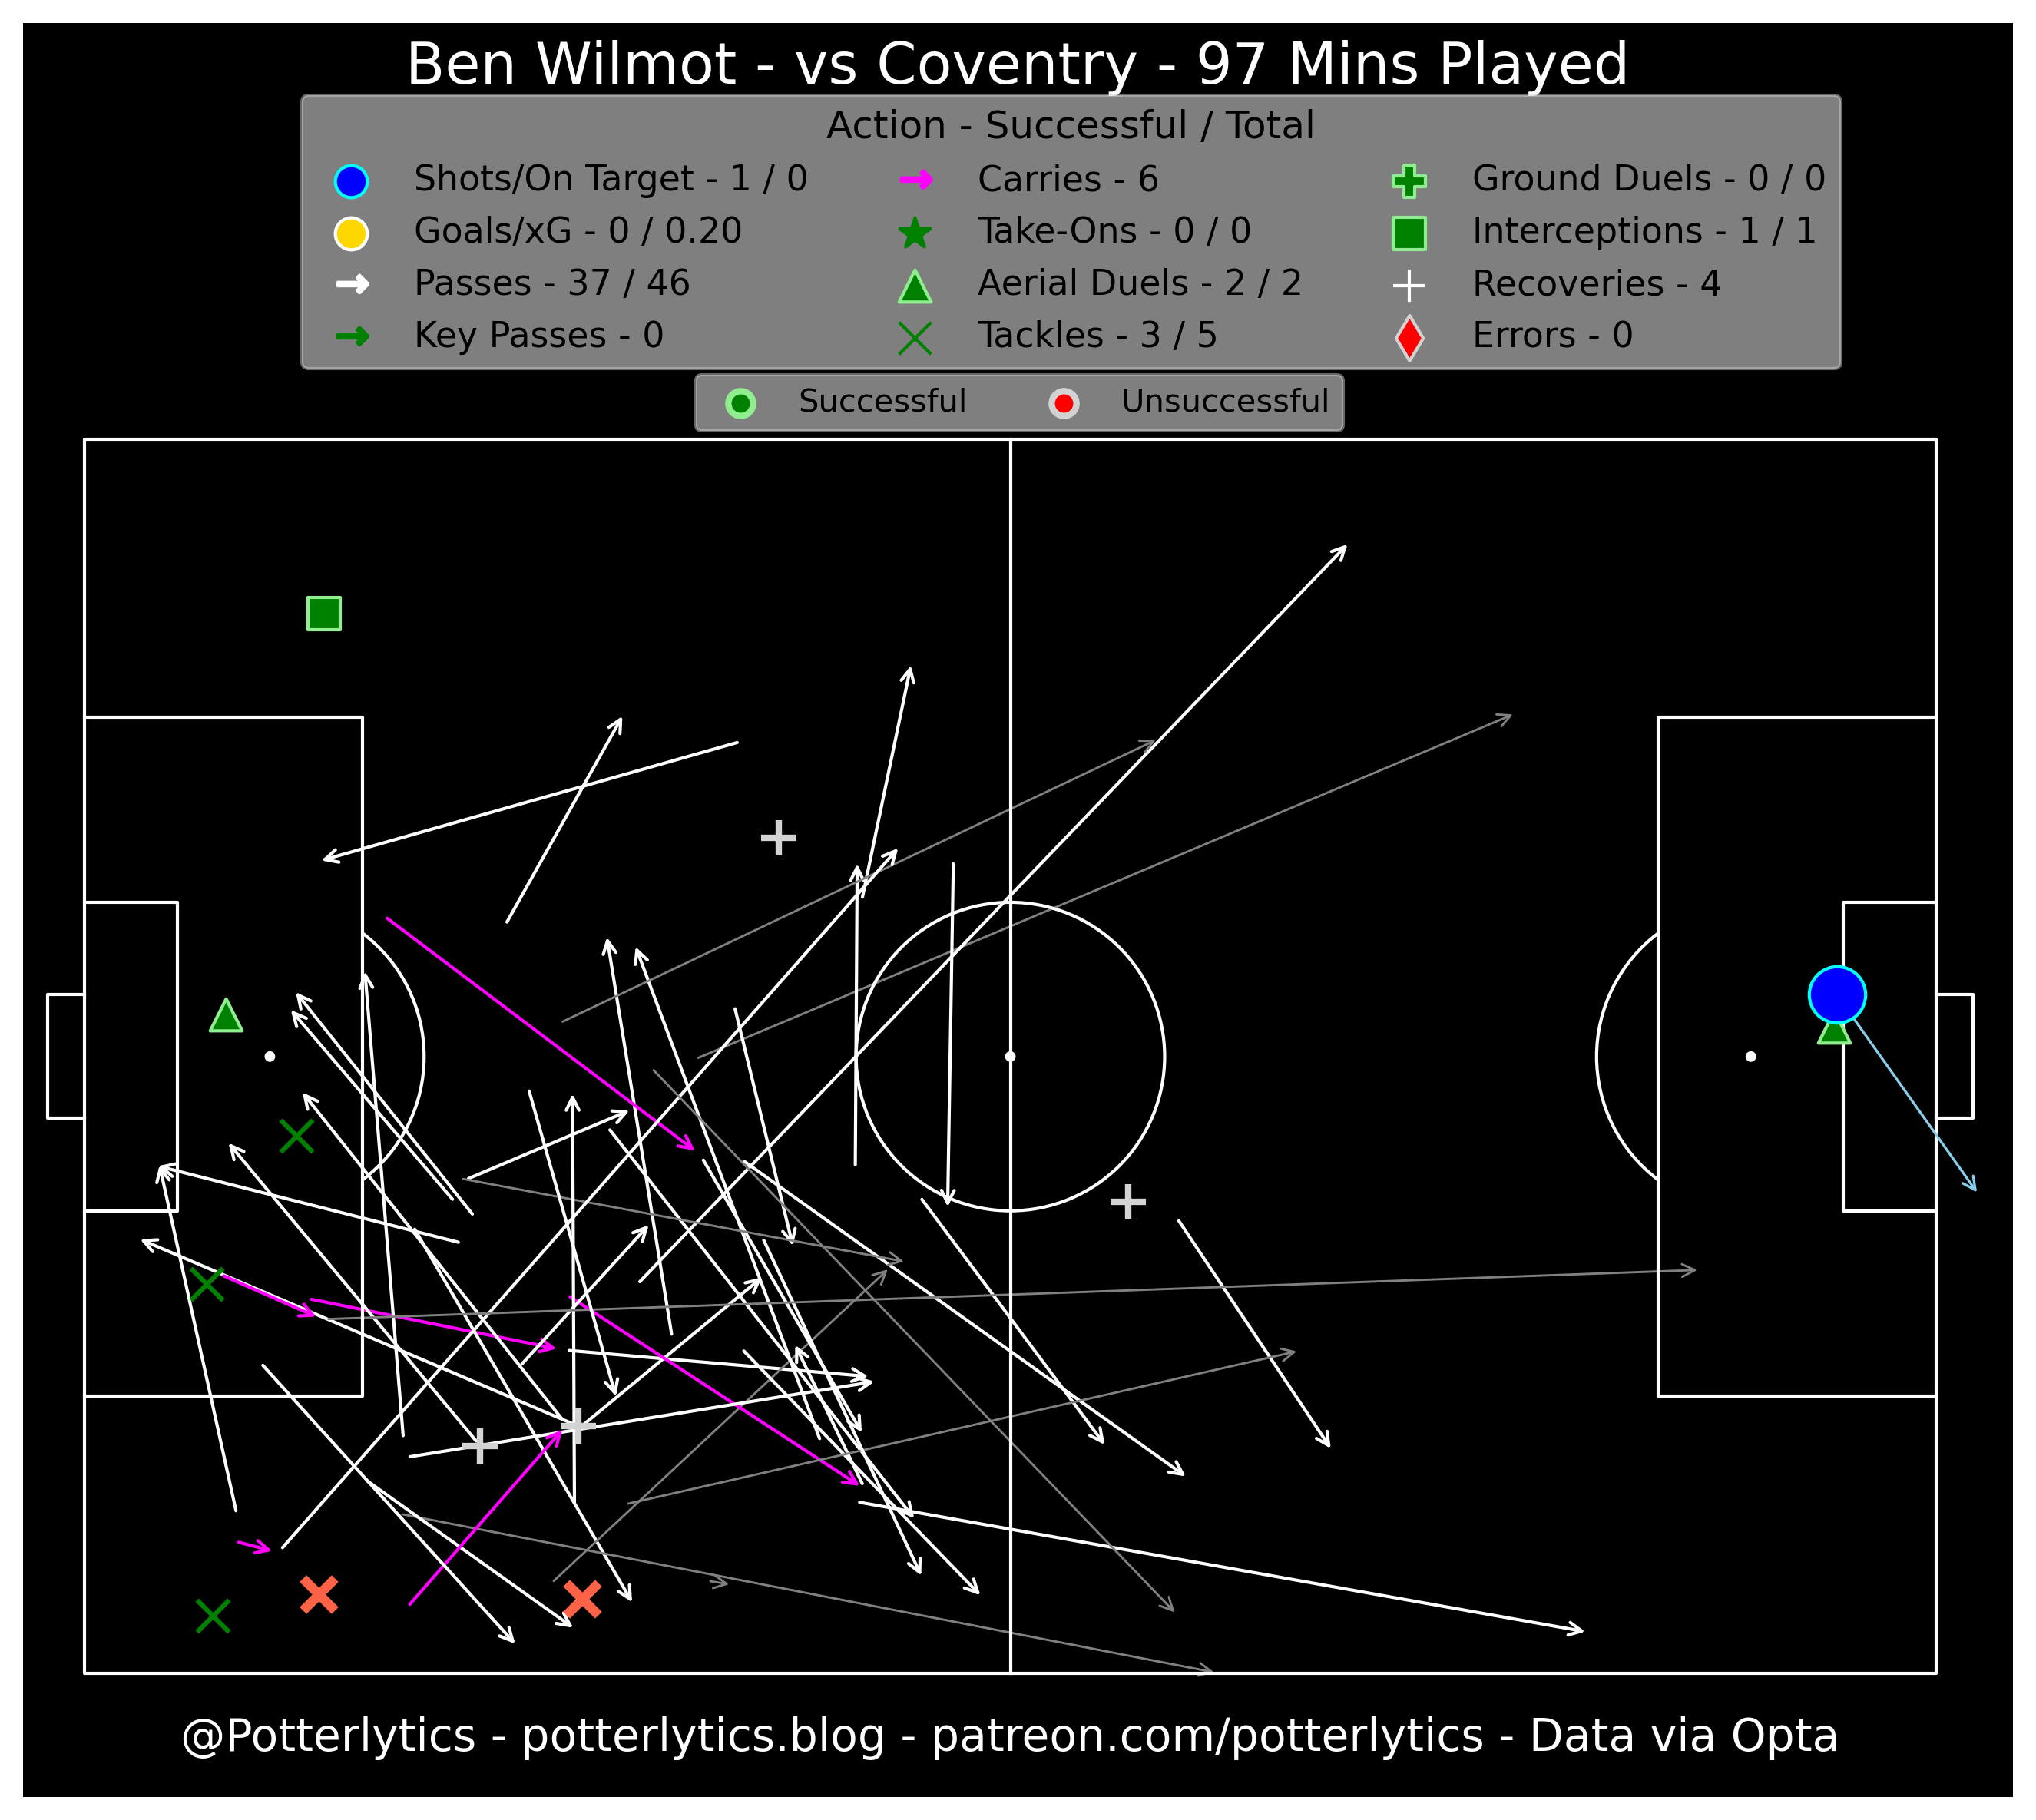 Ben Wilmot - vs Coventry - 97 Mins Played
Action - Successful / Total
Shots/On Target - 1 / 0
Goals/xG - 0 / 0.20
Passes - 37 / 46
Key Passes - 0
Carries - 6
Take-Ons - 0 / 0
Aerial Duels - 2 / 2
Tackles - 3 / 5
Ground Duels - 0 / 0
Interceptions - 1 / 1
Recoveries - 4
Errors - 0
Successful
Unsuccessful
@Potterlytics - potterlytics.blog - patreon.com/potterlytics - Data via Opta